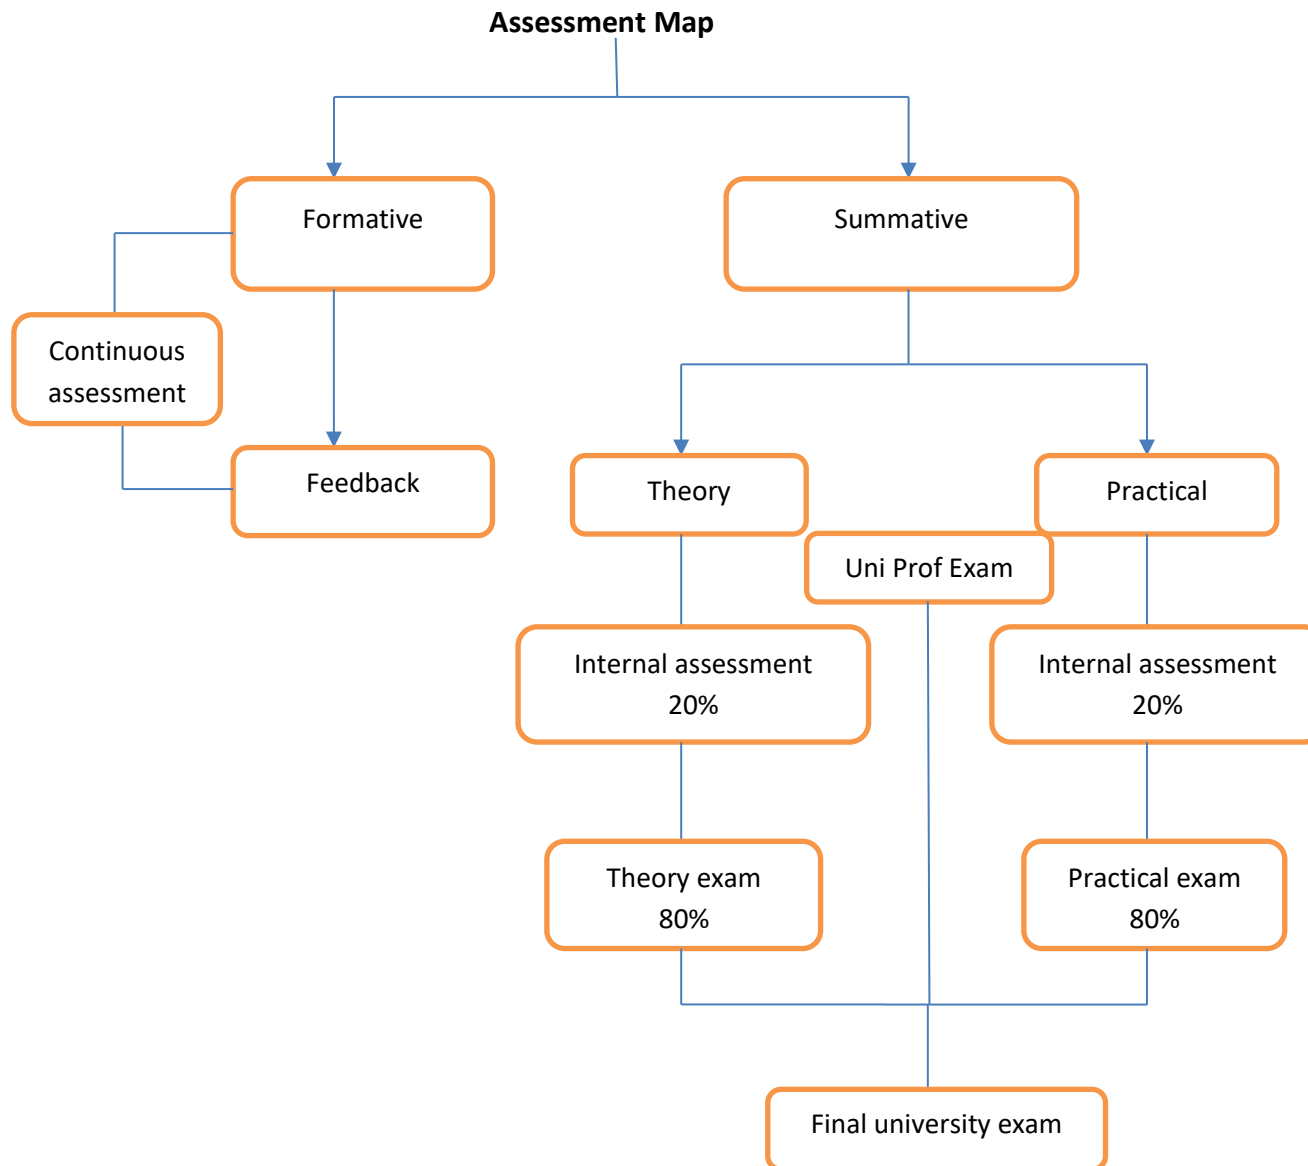 Assessment Map
Formative
Summative
Continuous
assessment
Feedback
Theory
Practical
Uni Prof Exam
Internal assessment
20%
Internal assessment
20%
Theory exam
80%
Practical exam
80%
Final university exam